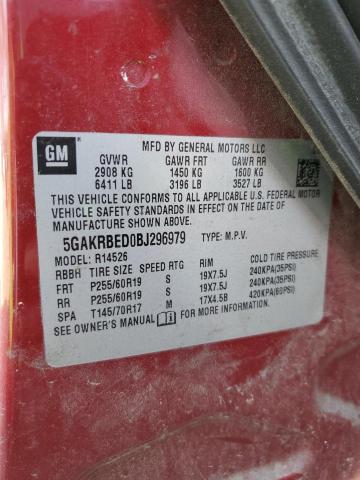 GM
MFD BY GENERAL MOTORS LLC
GVWR GAWR FRT GAWR RR
2908 KG 1450 KG 1600 KG
6411 LB 3196 LB 3527 LB
THIS VEHICLE CONFORMS TO ALL APPLICABLE U.S. FEDERAL MOTOR
VEHICLE SAFETY STANDARDS IN EFFECT ON THE DATE OF
MANUFACTURE SHOWN ABOVE.
5GAKRBED0BJ296979 TYPE: M.P.V.
MODEL: R14526
RBBH TIRE SIZE SPEED RTG RIM COLD TIRE PRESSURE
FRT P255/60R19 S 19X7.5J 240KPA(35PSI)
RR P255/60R19 S 19X7.5J 240KPA(35PSI)
SPA T145/70R17 M 17X4.5B 420KPA(60PSI)
SEE OWNER'S MANUAL FOR MORE INFORMATION.